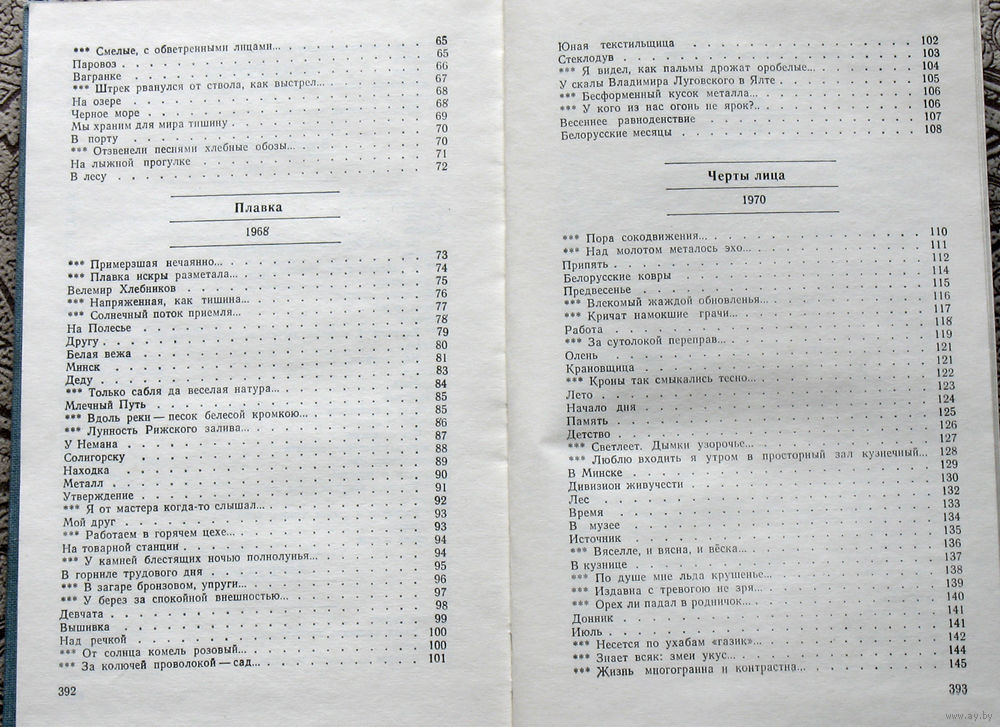 *** Смелые, с обветренными лицами... 65
Паровоз 65
Вагранке 66
*** Штрек рванулся от ствола, как выстрел... 67
На озере 68
Черное море 68
Мы храним для мира тишину 69
В порту 70
*** Отзвенели песнями хлебные обозы... 70
На лыжной прогулке 71
В лесу 72
Плавка
1968
*** Примерзшая нечаянно... 73
*** Плавка искры разметала... 74
Велемир Хлебников 75
*** Напряженная, как тишина... 76
*** Солнечный поток приемля... 77
На Полесье 78
Другу 79
Белая вежа 80
Минск 81
Деду 83
*** Только сабля да веселая натура... 84
Млечный Путь 85
*** Вдоль реки — песок белесой кромкою... 85
*** Лунность Рижского залива... 86
У Немана 87
Солигорску 88
Находка 89
Металл 90
Утверждение 91
*** Я от мастера когда-то слышал... 92
Мой друг 93
*** Работаем в горячем цехе... 93
На товарной станции 94
*** У камней блестящих ночью полнолунья... 94
В горниле трудового дня 95
*** В загаре бронзовом, упруги... 96
*** У берез за спокойной внешностью... 97
Девчата 98
Вышивка 99
Над речкой 100
*** От солнца комель розовый... 100
*** За колючей проволокой — сад... 101
392
Юная текстильщица 102
Стеклодув 103
*** Я видел, как пальмы дрожат оробелые... 104
У скалы Владимира Луговского в Ялте 105
*** Бесформенный кусок металла... 106
*** У кого из нас огонь не ярок?.. 106
Весеннее равноденствие 107
Белорусские месяцы 108
Черты лица
1970
*** Пора сокодвижения... 110
*** Над молотом металось эхо... 111
Припять 112
Белорусские ковры 114
Предвесенье 115
*** Влекомый жаждой обновленья... 116
*** Кричат намокшие грачи... 117
Работа 118
*** За сутолокой переправ... 119
Олень 121
Крановщица 121
*** Кроны так смыкались тесно... 122
Лето 123
Начало дня 124
Память 125
Детство 126
*** Светлеет. Дымки узорочье... 127
*** Люблю входить я утром в просторный зал кузнечный... 128
В Минске 129
Дивизион живучести 130
Лес 132
Время 133
В музее 134
Источник 135
*** Вяселле, и вясна, и вёска... 136
В кузнице 137
*** По душе мне льда крушенье... 138
*** Издавна с тревогою не зря... 139
*** Орех ли падал в родничок... 140
Донник 141
Июль 141
*** Несется по ухабам «газик»... 142
*** Знает всяк: змеи укус... 144
*** Жизнь многогранна и контрастна... 145
393
www.ay.by